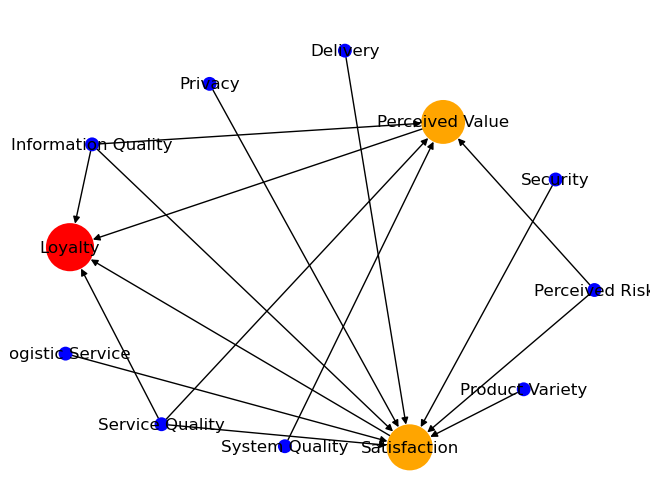 Delivery
Privacy
Perceived Value
Information Quality
Security
Loyalty
Perceived Risk
ogistic Service
Product Variety
Service Quality
System Quality
Satisfaction